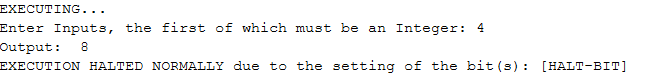 EXECUTING...
Enter Inputs, the first of which must be an Integer: 4
Output:  8
EXECUTION HALTED NORMALLY due to the setting of the bit(s): [HALT-BIT]